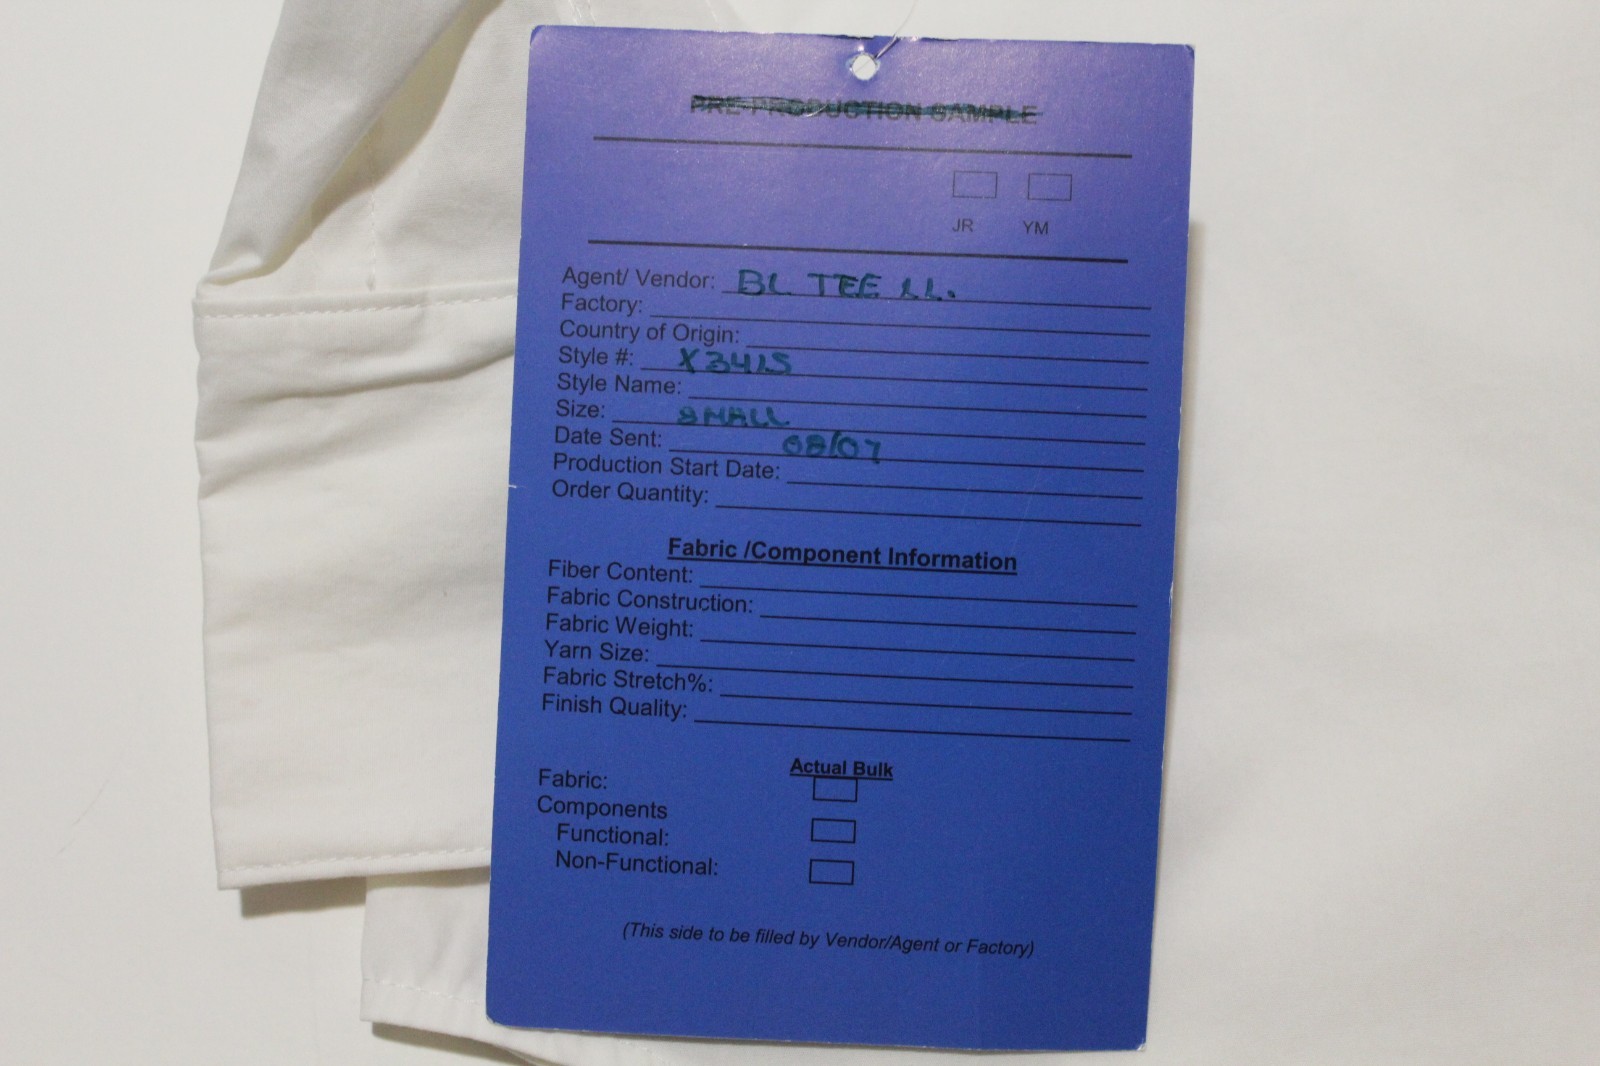 PRE-PRODUCTION SAMPLE
JR YM
Agent/ Vendor: BL TEE LL.
Factory:
Country of Origin:
Style #: X3415
Style Name:
Size: SMALL
Date Sent: 08/07
Production Start Date:
Order Quantity:
Fabric /Component Information
Fiber Content:
Fabric Construction:
Fabric Weight:
Yarn Size:
Fabric Stretch%:
Finish Quality:
Actual Bulk
Fabric:
Components
Functional:
Non-Functional:
(This side to be filled by Vendor/Agent or Factory)